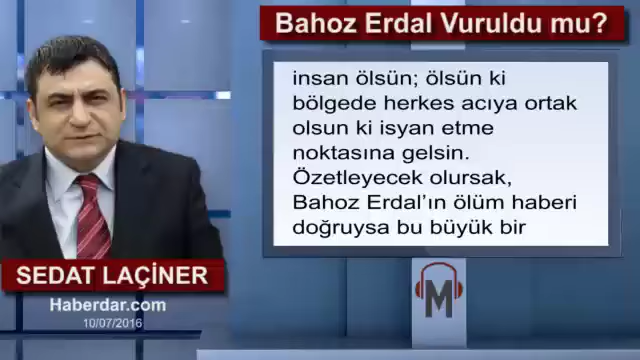 Bahoz Erdal Vuruldu mu?
insan ölsün; ölsün ki
bölgede herkes acıya ortak
olsun ki isyan etme
noktasına gelsin.
Özetleyecek olursak,
Bahoz Erdal'ın ölüm haberi
doğruysa bu büyük bir
SEDAT LAÇİNER
Haberdar.com
10/07/2016
M